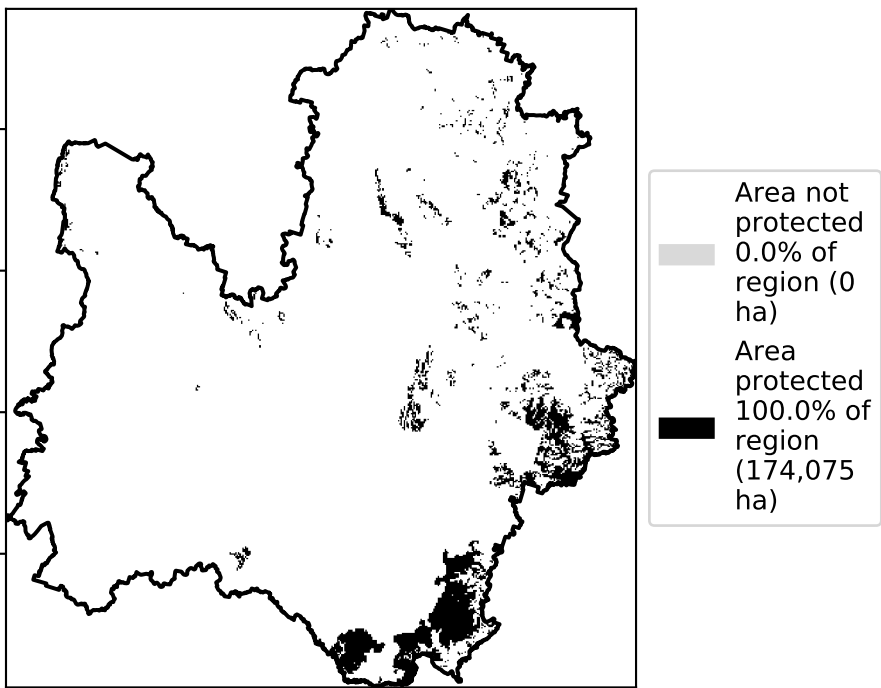 Area not
protected
0.0% of
region (0
ha)
Area
protected
100.0% of
region
(174,075
ha)